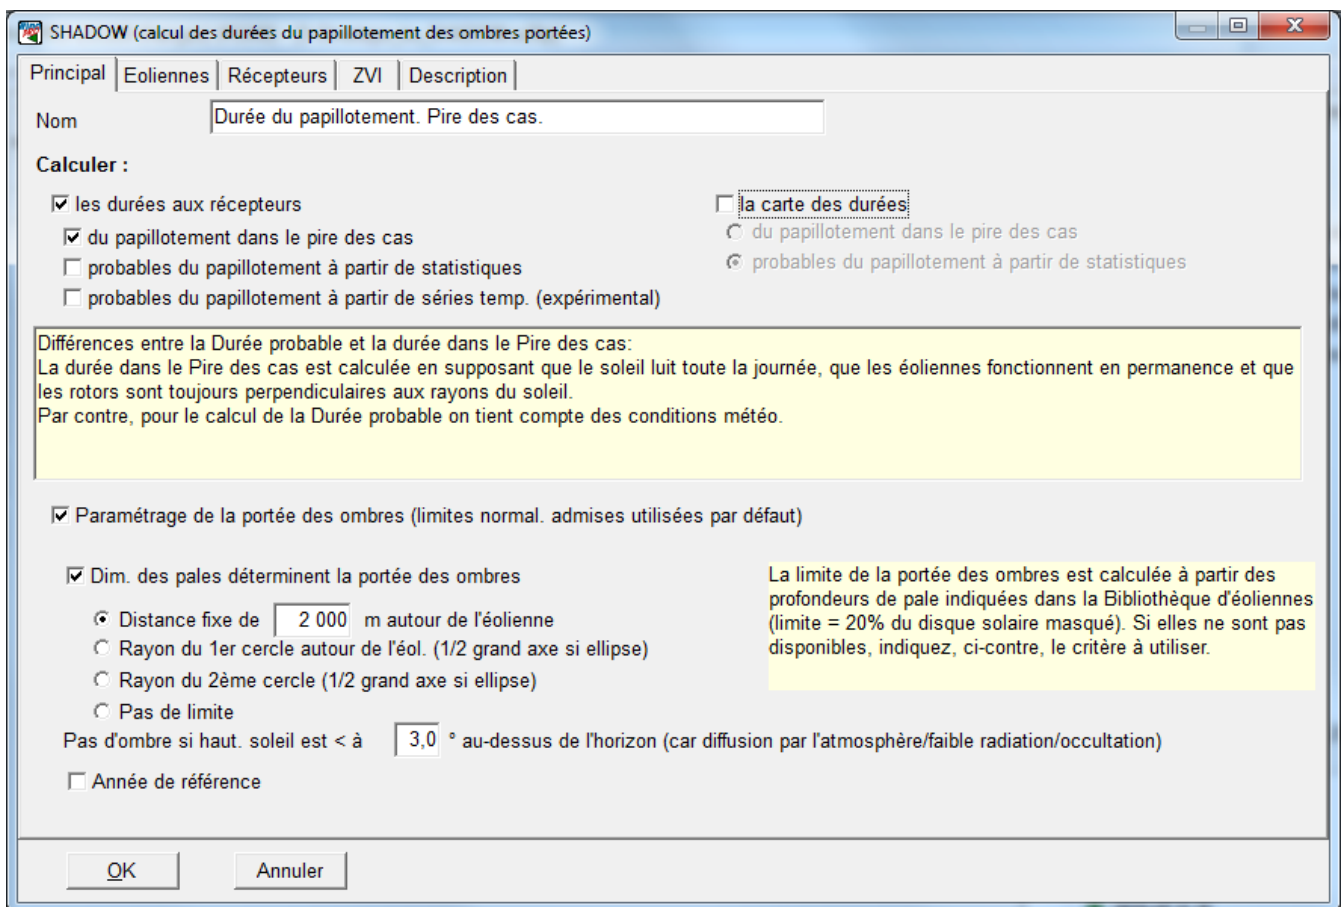 SHADOW (calcul des durées du papillotement des ombres portées)
Principal Eoliennes Récepteurs ZVI Description
Nom Durée du papillotement. Pire des cas.
Calculer :
les durées aux récepteurs
la carte des durées
du papillotement dans le pire des cas
du papillotement dans le pire des cas
probables du papillotement à partir de statistiques
probables du papillotement à partir de statistiques
probables du papillotement à partir de séries temp. (expérimental)
Différences entre la Durée probable et la durée dans le Pire des cas:
La durée dans le Pire des cas est calculée en supposant que le soleil luit toute la journée, que les éoliennes fonctionnent en permanence et que
les rotors sont toujours perpendiculaires aux rayons du soleil.
Par contre, pour le calcul de la Durée probable on tient compte des conditions météo.
Paramétrage de la portée des ombres (limites normal. admises utilisées par défaut)
Dim. des pales déterminent la portée des ombres
Distance fixe de 2 000 m autour de l'éolienne
Rayon du 1er cercle autour de l'éol. (1/2 grand axe si ellipse)
Rayon du 2ème cercle (1/2 grand axe si ellipse)
Pas de limite
La limite de la portée des ombres est calculée à partir des
profondeurs de pale indiquées dans la Bibliothèque d'éoliennes
(limite = 20% du disque solaire masqué). Si elles ne sont pas
disponibles, indiquez, ci-contre, le critère à utiliser.
Pas d'ombre si haut. soleil est < à 3,0 ° au-dessus de l'horizon (car diffusion par l'atmosphère/faible radiation/occultation)
Année de référence
OK Annuler